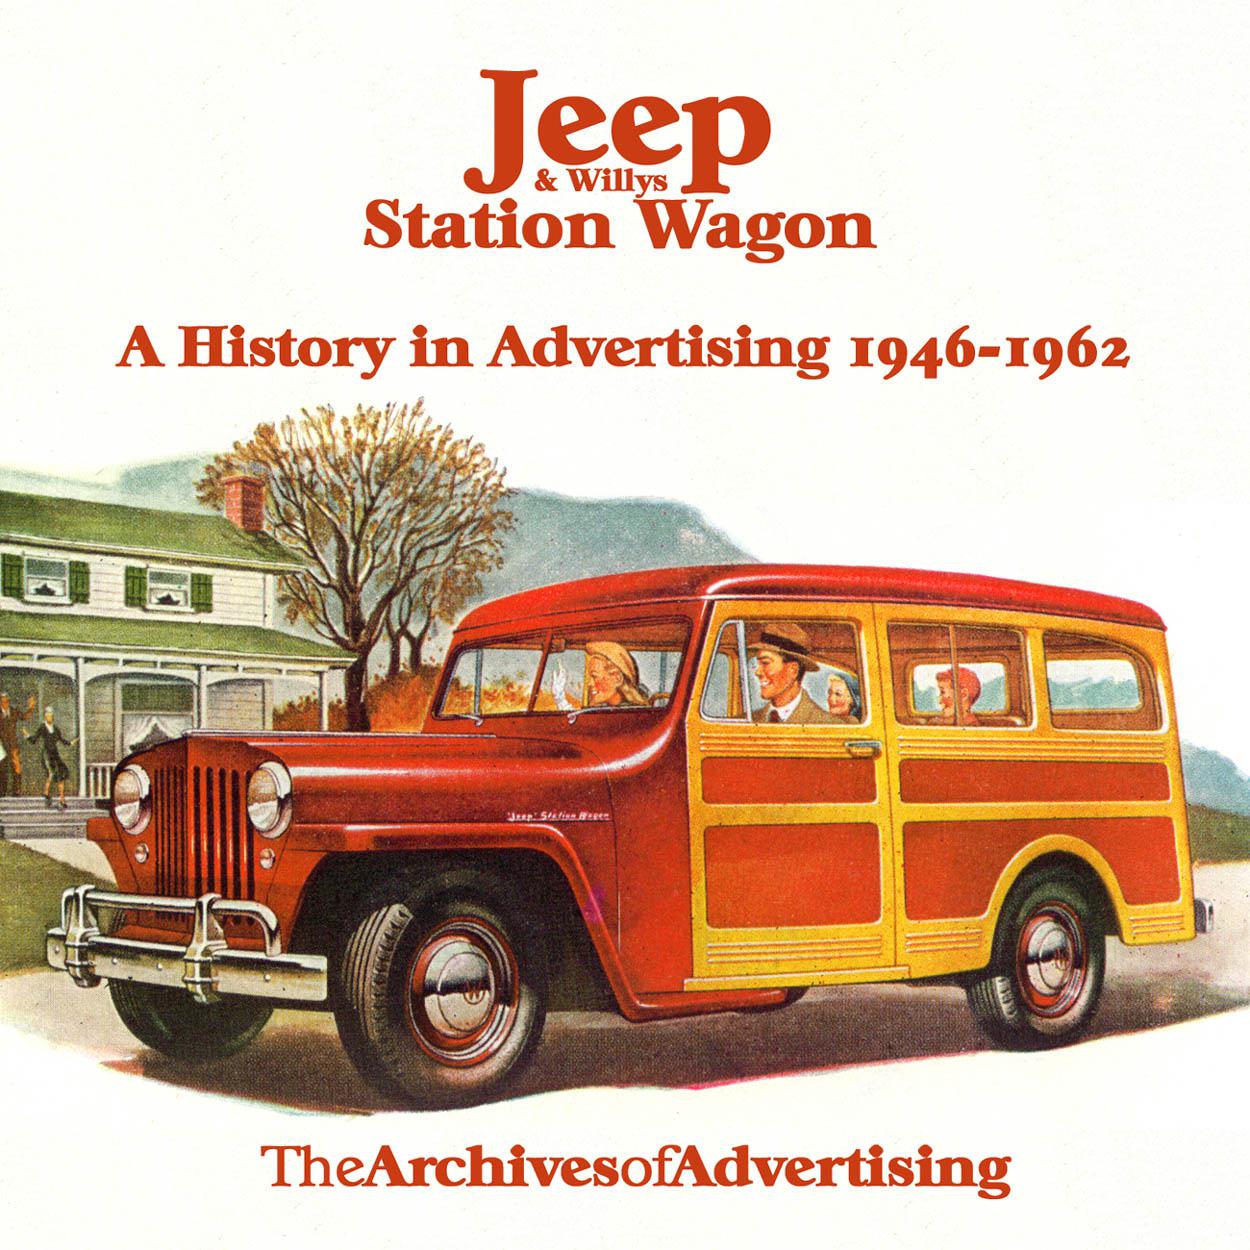 Jeep
& Willys
Station Wagon
A History in Advertising 1946-1962
'Jeep' Station Wagon
TheArchivesofAdvertising